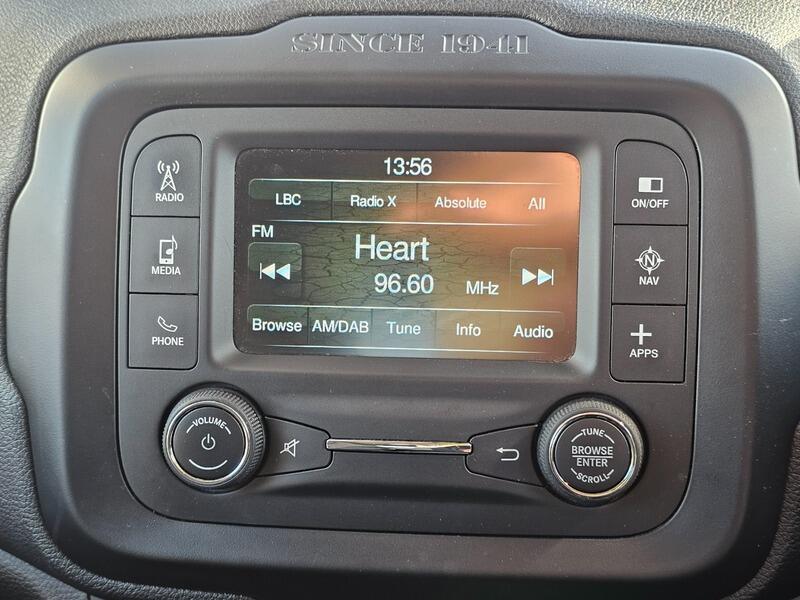 SINCE 1941
13:56
LBC Radio X Absolute All
FM
Heart
96.60 MHz
Browse AM/DAB Tune Info Audio
RADIO
MEDIA
PHONE
ON/OFF
N
NAV
APPS
VOLUME
TUNE
BROWSE
ENTER
SCROLL